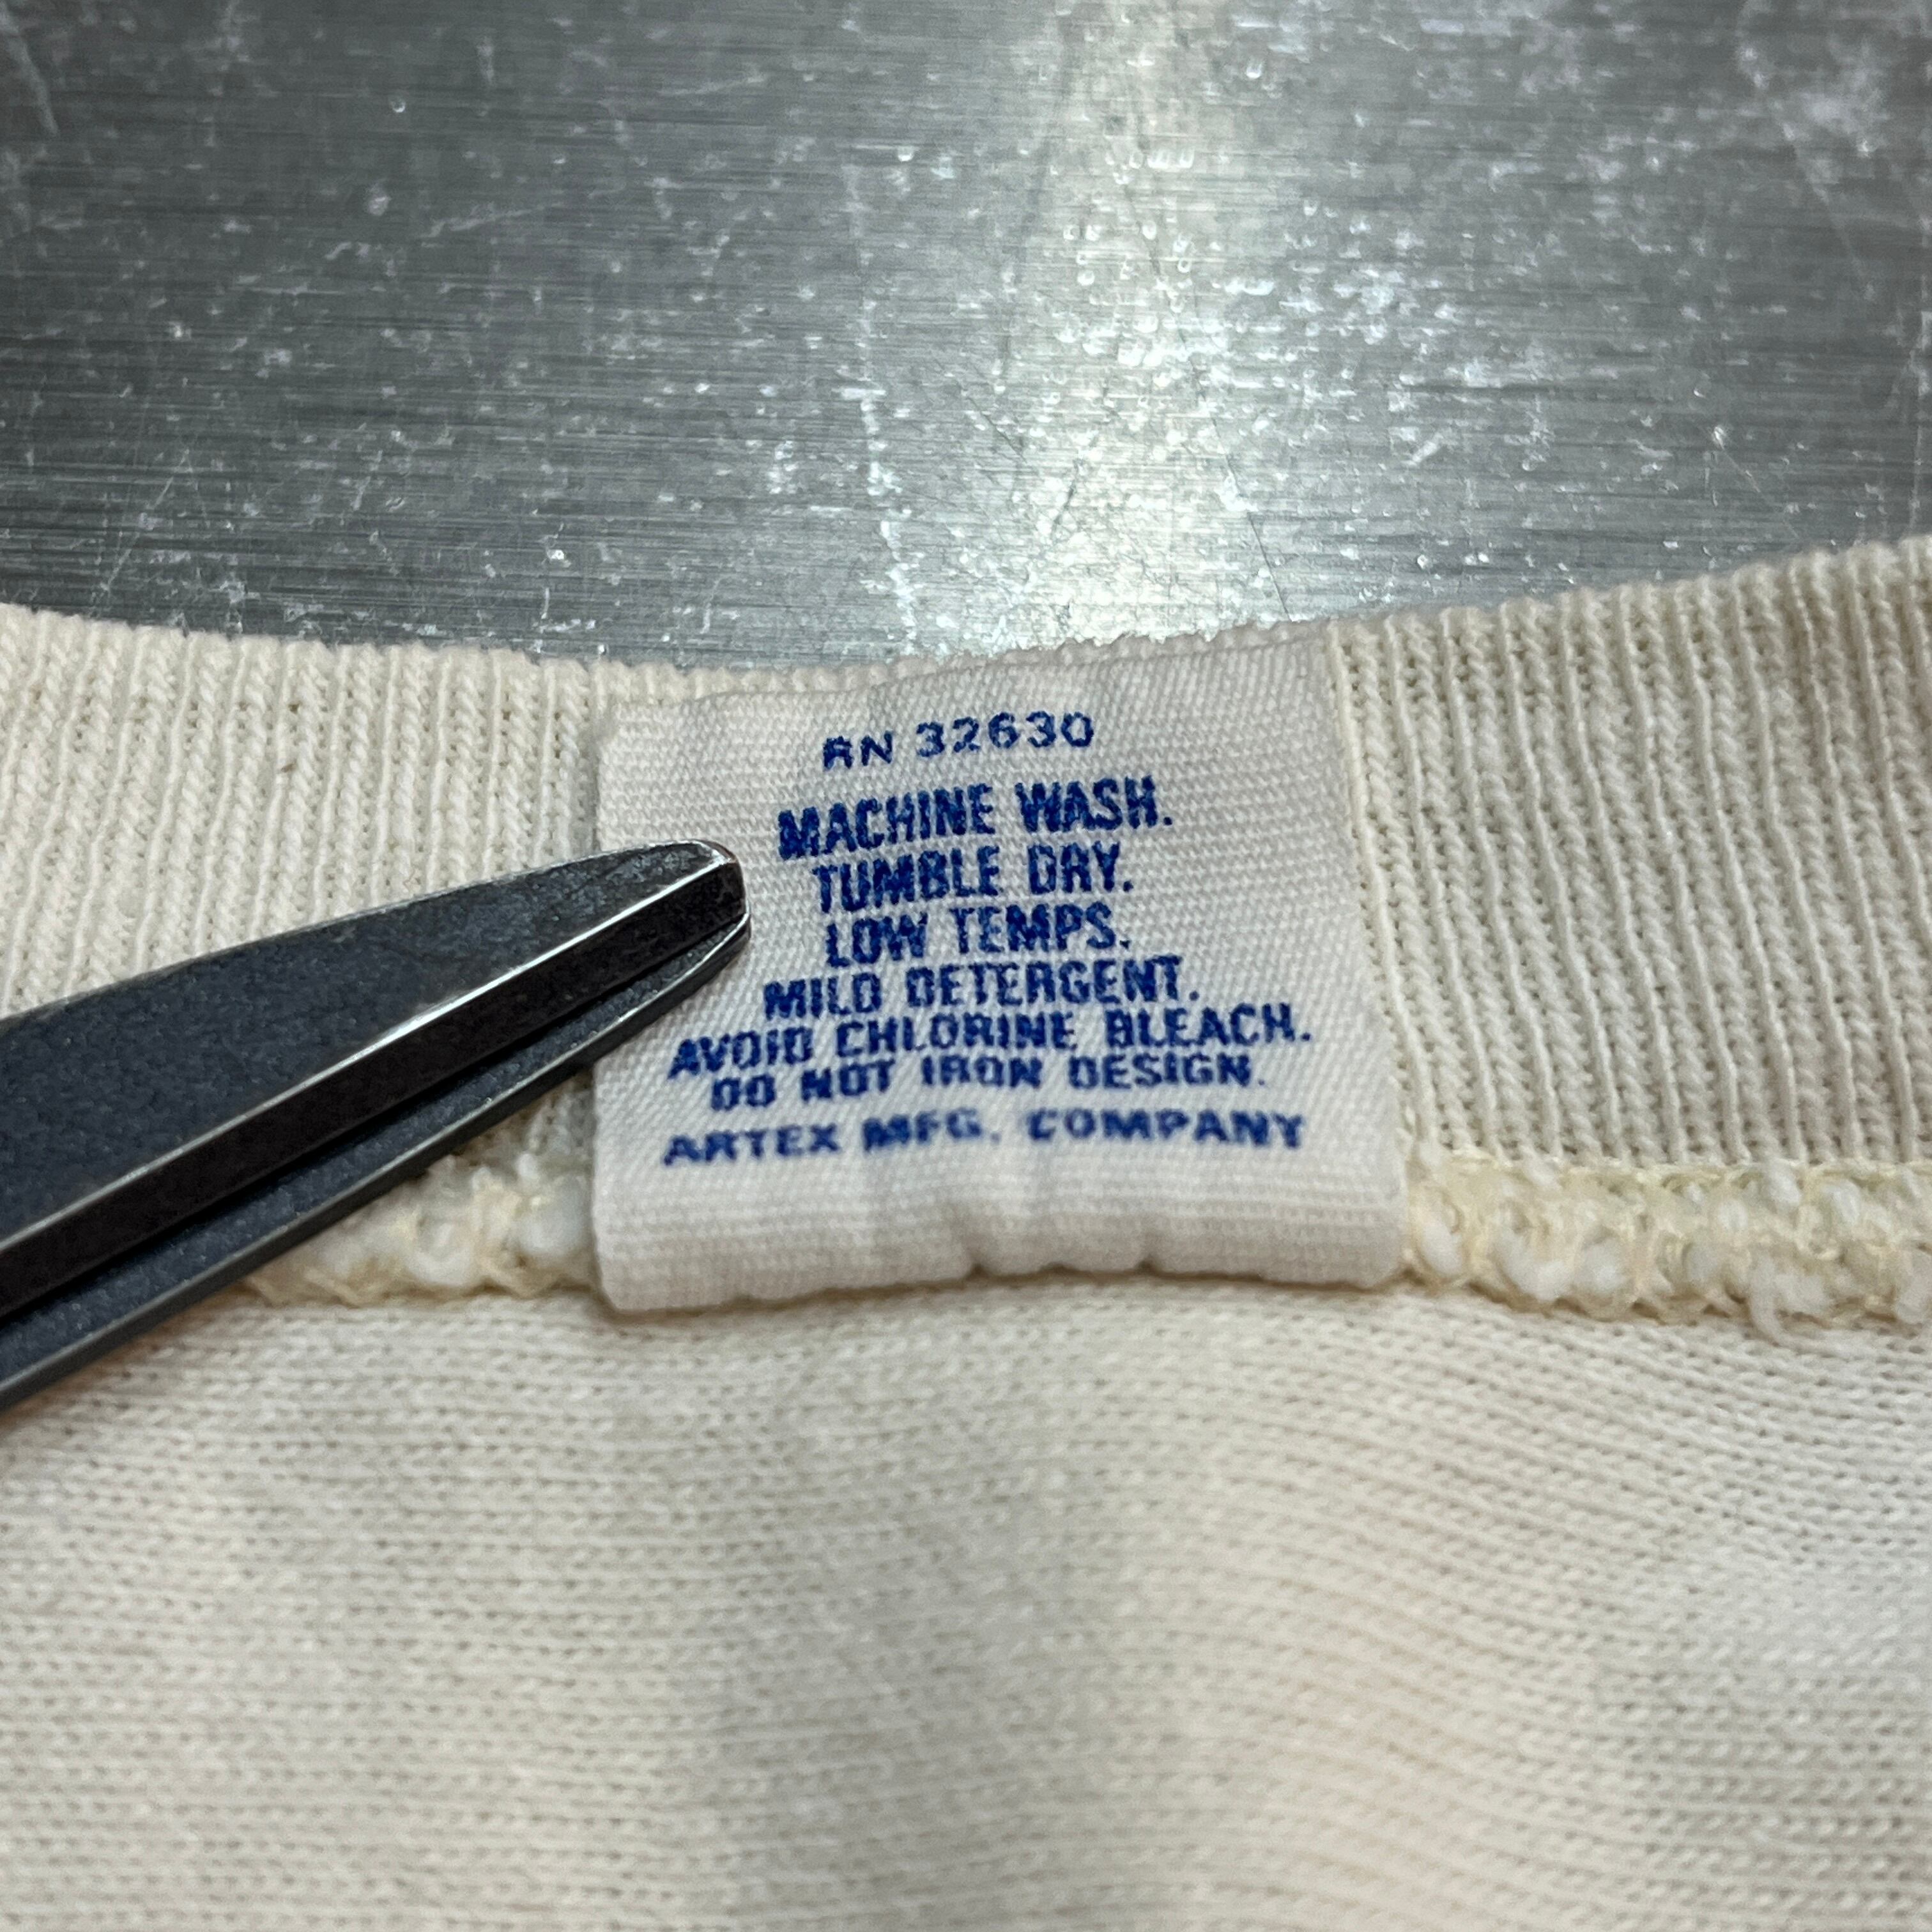 RN 32630
MACHINE WASH.
TUMBLE DRY.
LOW TEMPS.
MILD DETERGENT.
AVOID CHLORINE BLEACH.
DO NOT IRON DESIGN.
ARTEX MFG. COMPANY